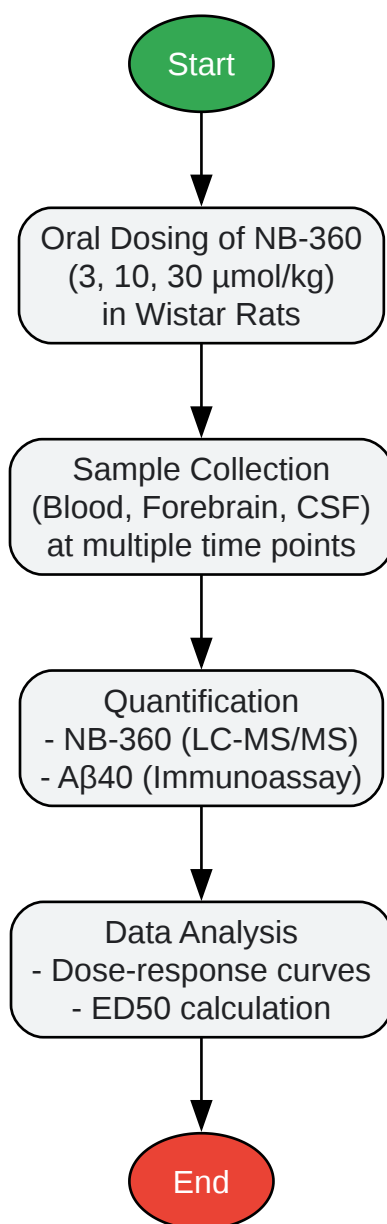 Start
Oral Dosing of NB-360
(3, 10, 30 µmol/kg)
in Wistar Rats
Sample Collection
(Blood, Forebrain, CSF)
at multiple time points
Quantification
- NB-360 (LC-MS/MS)
- Aβ40 (Immunoassay)
Data Analysis
- Dose-response curves
- ED50 calculation
End